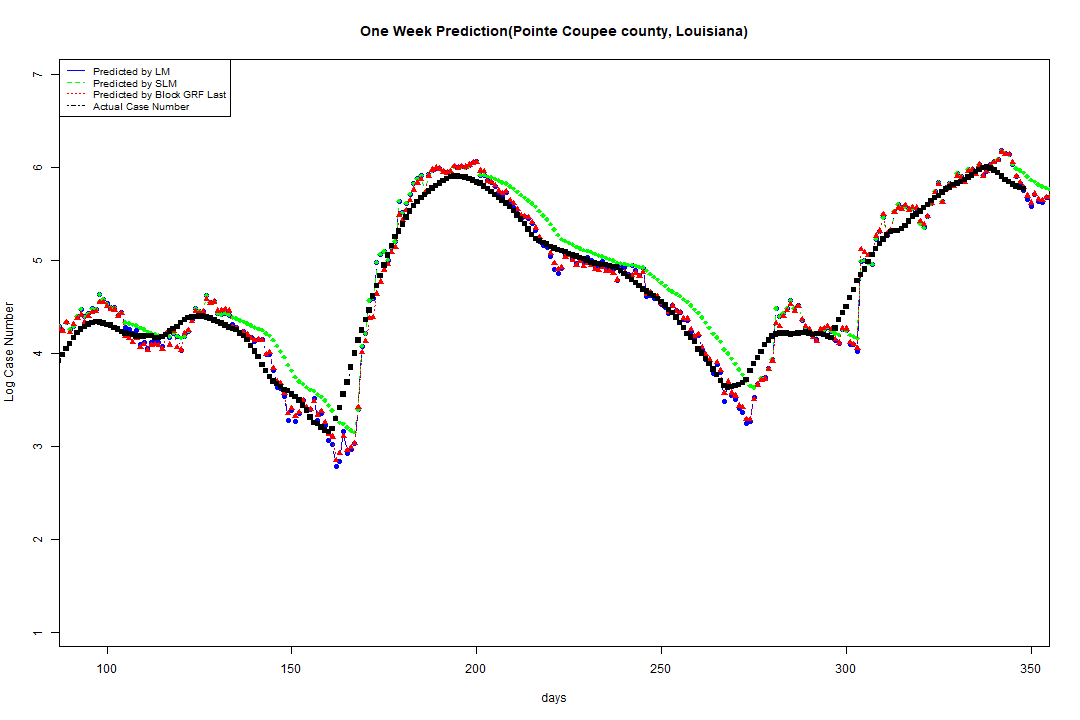 One Week Prediction(Pointe Coupee county, Louisiana)
Predicted by LM
Predicted by SLM
Predicted by Block GRF Last
Actual Case Number
7
6
5
4
3
2
1
Log Case Number
100 150 200 250 300 350
days